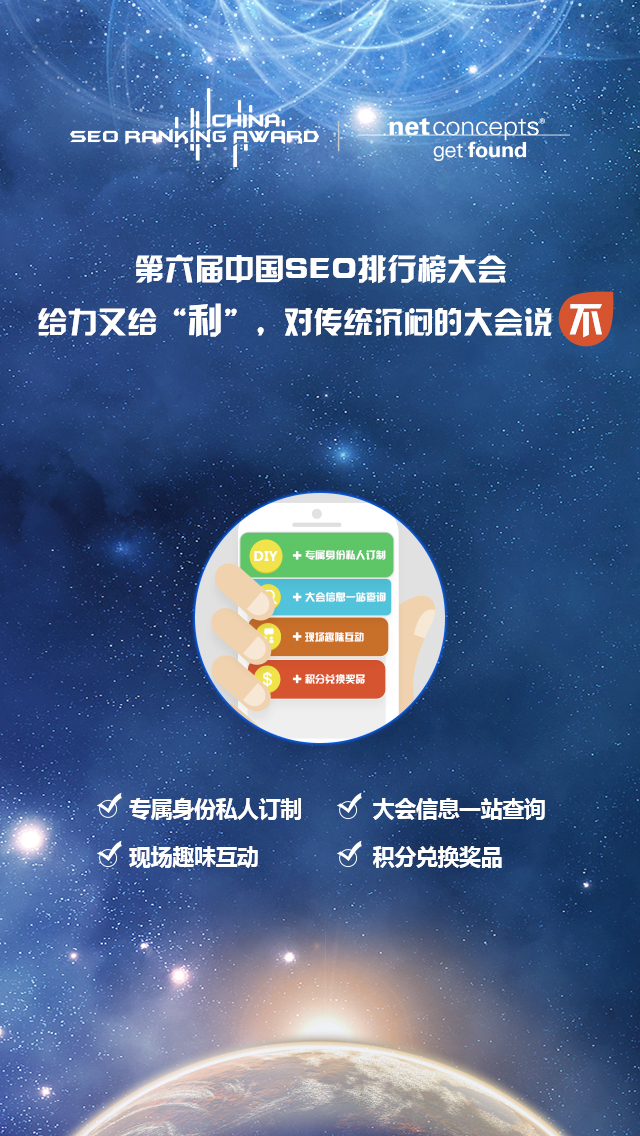 CHINA
SEO RANKING AWARD
netconcepts®
get found
第六届中国SEO排行榜大会
给力又给“利”，对传统沉闷的大会说 不
DIY + 专属身份私人订制
+ 大会信息一站查询
+ 现场趣味互动
$ + 积分兑换奖品
专属身份私人订制 大会信息一站查询
现场趣味互动 积分兑换奖品